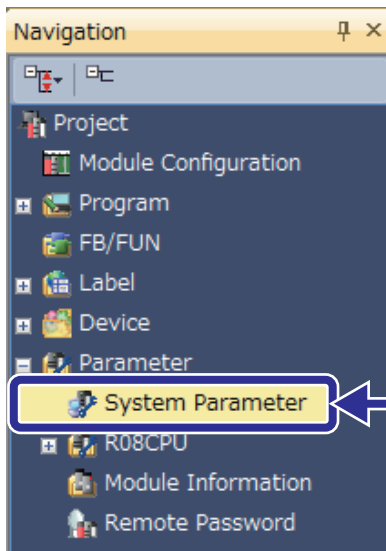 Navigation
Project
Module Configuration
Program
FB/FUN
Label
Device
Parameter
System Parameter
R08CPU
Module Information
Remote Password